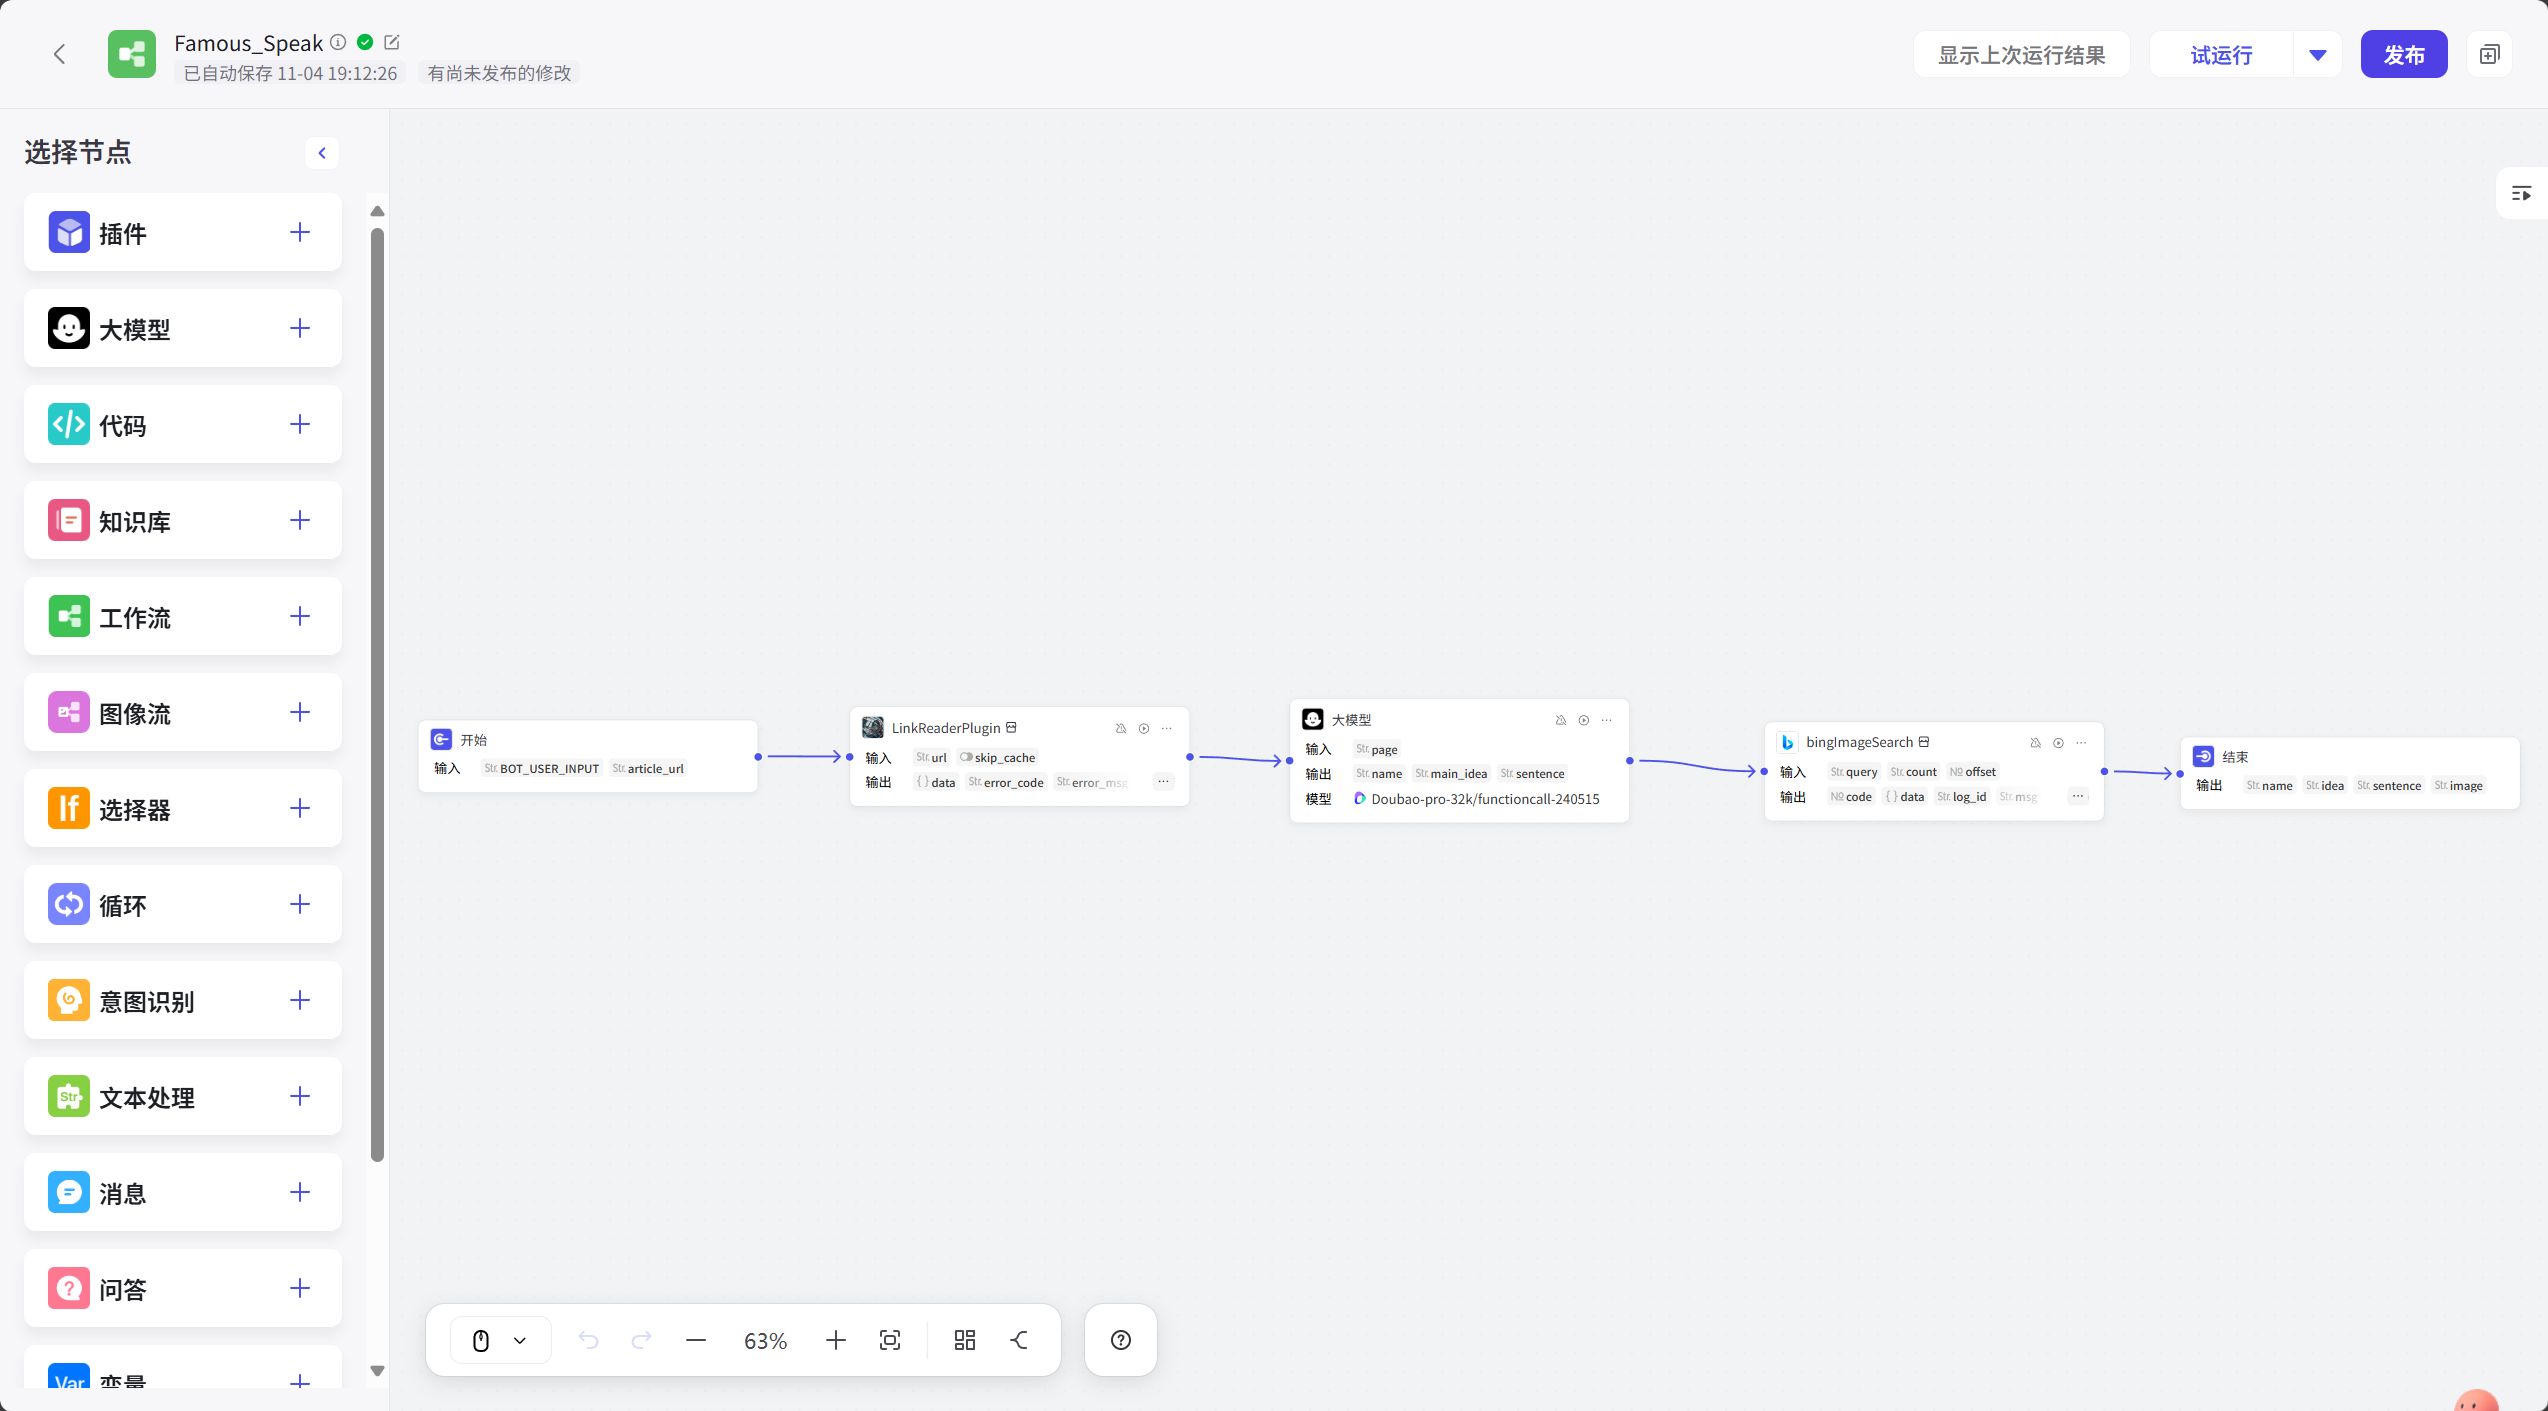 Famous_Speak
已自动保存 11-04 19:12:26 有尚未发布的修改
显示上次运行结果
试运行
发布
选择节点
插件
大模型
代码
知识库
工作流
图像流
If 选择器
循环
意图识别
Str 文本处理
消息
问答
Var 变量
开始
输入 Str. BOT_USER_INPUT Str. article_url
LinkReaderPlugin
输入 Str. url skip_cache
输出 { } data Str. error_code Str. error_msg ...
大模型
输入 Str. page
输出 Str. name Str. main_idea Str. sentence
模型 Doubao-pro-32k/functioncall-240515
bingImageSearch
输入 Str. query Str. count № offset
输出 № code { } data Str. log_id Str. msg ...
结束
输出 Str. name Str. idea Str. sentence Str. image
63%